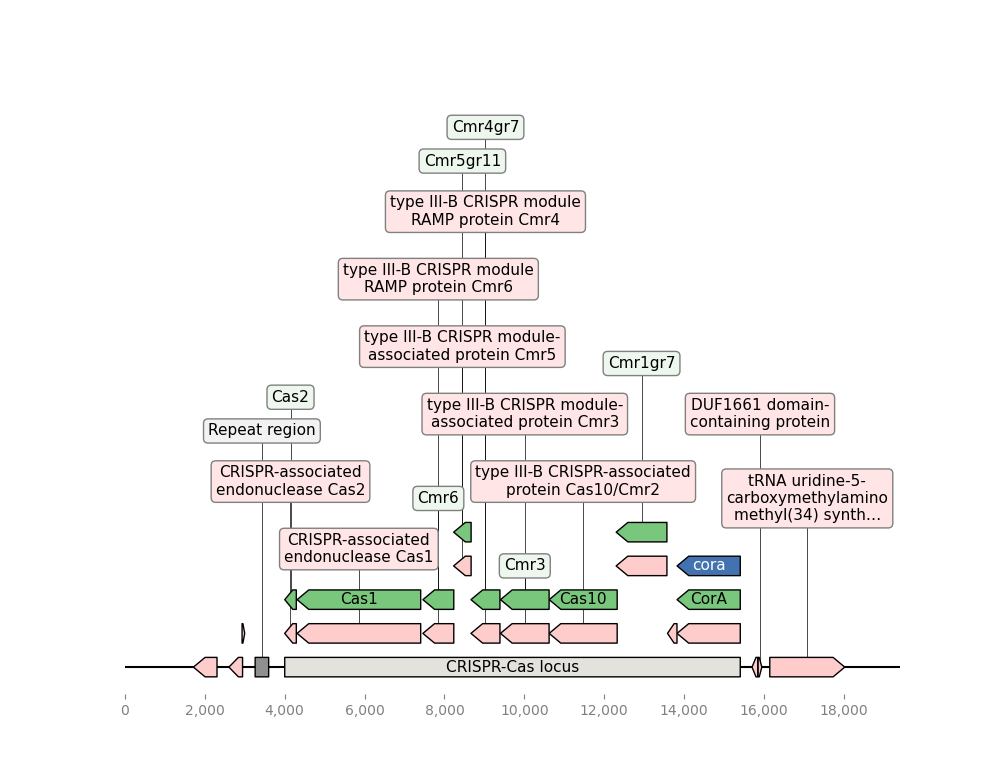 Cmr4gr7
Cmr5gr11
type III-B CRISPR module
RAMP protein Cmr4
type III-B CRISPR module
RAMP protein Cmr6
type III-B CRISPR module-
associated protein Cmr5
Cmr1gr7
Cas2
type III-B CRISPR module-
associated protein Cmr3
DUF1661 domain-
containing protein
Repeat region
CRISPR-associated
endonuclease Cas2
type III-B CRISPR-associated
protein Cas10/Cmr2
Cmr6
tRNA uridine-5-
carboxymethylamino
methyl(34) synth...
CRISPR-associated
endonuclease Cas1
Cmr3
cora
Cas1
Cas10
CorA
CRISPR-Cas locus
0 2,000 4,000 6,000 8,000 10,000 12,000 14,000 16,000 18,000